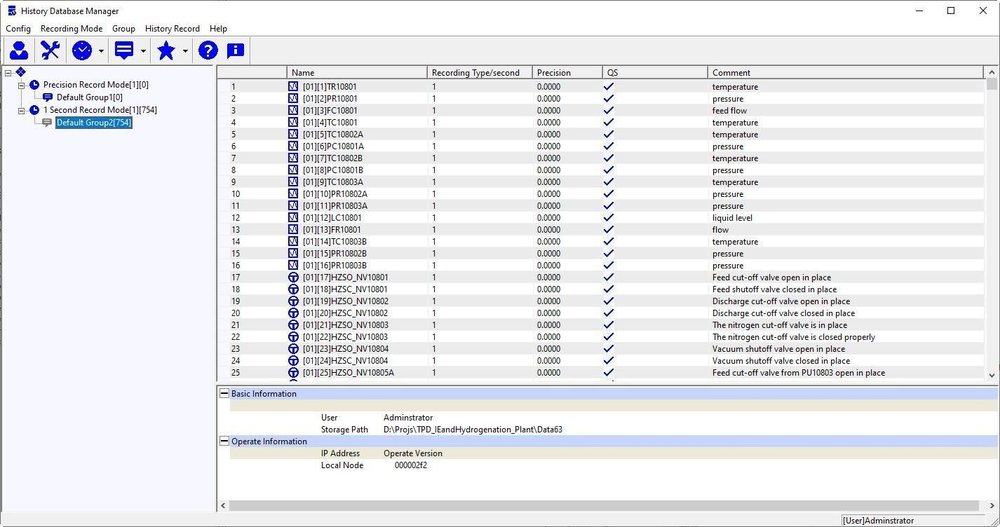 History Database Manager
Config Recording Mode Group History Record Help
Precision Record Mode[1][0]
Default Group1[0]
1 Second Record Mode[1][754]
Default Group2[754]
Name Recording Type/second Precision QS Comment
1 [01][1]TR10801 1 0.0000 temperature
2 [01][2]PR10801 1 0.0000 pressure
3 [01][3]FC10801 1 0.0000 feed flow
4 [01][4]TC10801 1 0.0000 temperature
5 [01][5]TC10802A 1 0.0000 temperature
6 [01][6]PC10801A 1 0.0000 pressure
7 [01][7]TC10802B 1 0.0000 temperature
8 [01][8]PC10801B 1 0.0000 pressure
9 [01][9]TC10803A 1 0.0000 temperature
10 [01][10]PR10802A 1 0.0000 pressure
11 [01][11]PR10803A 1 0.0000 pressure
12 [01][12]LC10801 1 0.0000 liquid level
13 [01][13]FR10801 1 0.0000 flow
14 [01][14]TC10803B 1 0.0000 temperature
15 [01][15]PR10802B 1 0.0000 pressure
16 [01][16]PR10803B 1 0.0000 pressure
17 [01][17]HZSO_NV10801 1 0.0000 Feed cut-off valve open in place
18 [01][18]HZSC_NV10801 1 0.0000 Feed shutoff valve closed in place
19 [01][19]HZSO_NV10802 1 0.0000 Discharge cut-off valve open in place
20 [01][20]HZSC_NV10802 1 0.0000 Discharge cut-off valve closed in place
21 [01][21]HZSO_NV10803 1 0.0000 The nitrogen cut-off valve is in place
22 [01][22]HZSC_NV10803 1 0.0000 The nitrogen cut-off valve is closed properly
23 [01][23]HZSO_NV10804 1 0.0000 Vacuum shutoff valve open in place
24 [01][24]HZSC_NV10804 1 0.0000 Vacuum shutoff valve closed in place
25 [01][25]HZSO_NV10805A 1 0.0000 Feed cut-off valve from PU10803 open in place
Basic Information
User Adminstrator
Storage Path D:\Projs\TPD_IEandHydrogenation_Plant\Data63
Operate Information
IP Address Operate Version
Local Node 000002f2
[User]Adminstrator